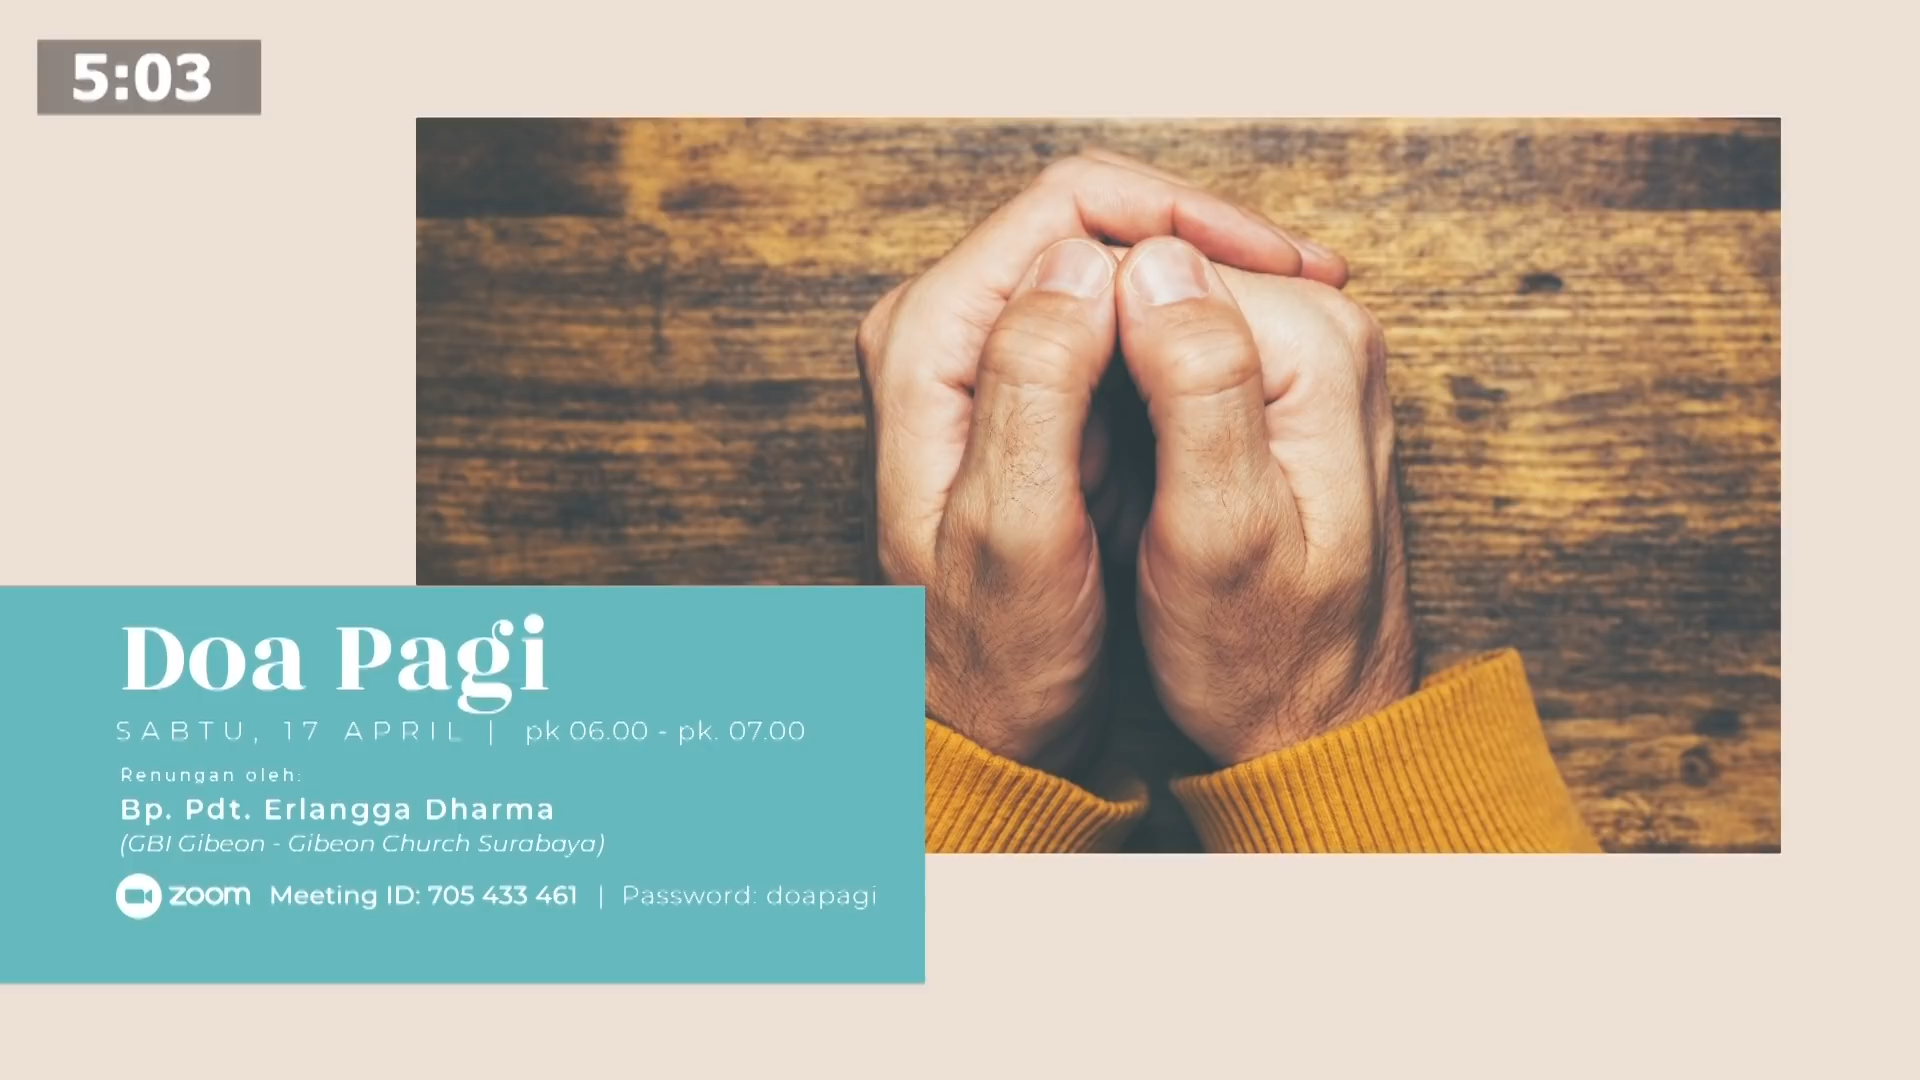 5:03
Doa Pagi
SABTU, 17 APRIL | pk 06.00 - pk. 07.00
Renungan oleh:
Bp. Pdt. Erlangga Dharma
(GBI Gibeon - Gibeon Church Surabaya)
zoom Meeting ID: 705 433 461 | Password: doapagi